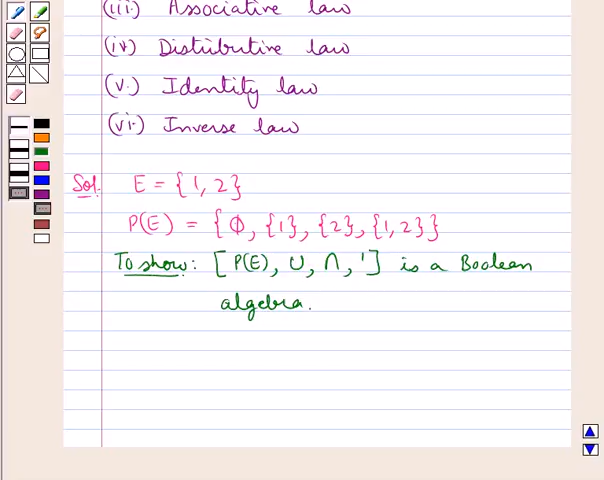 (iii) Associative law
(iv) Distributive law
(v.) Identity law
(vi.) Inverse law
Sol. E = {1, 2}
P(E) = {Φ, {1}, {2}, {1, 2}}
To show: [P(E), ∪, ∩, '] is a Boolean
algebra.